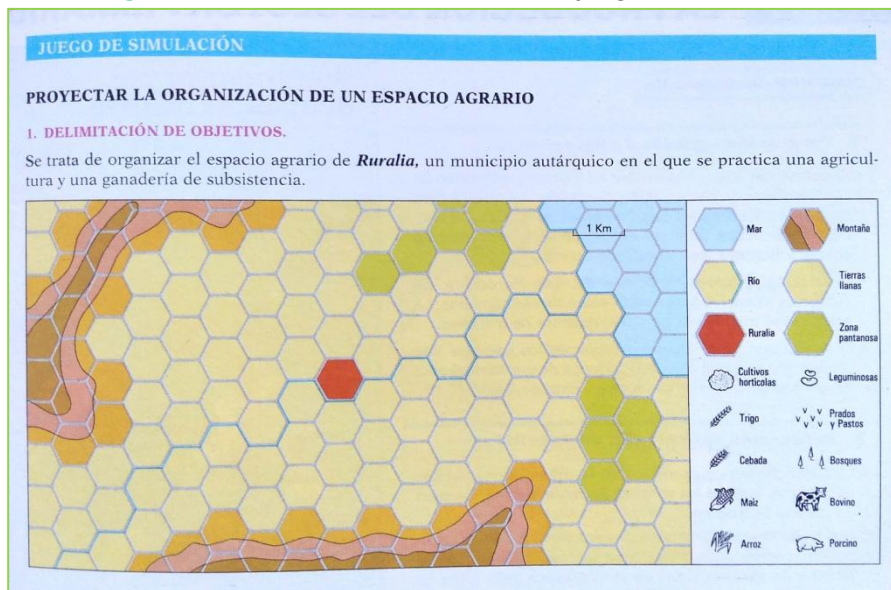 JUEGO DE SIMULACIÓN
PROYECTAR LA ORGANIZACIÓN DE UN ESPACIO AGRARIO
1. DELIMITACIÓN DE OBJETIVOS.
Se trata de organizar el espacio agrario de Ruralia, un municipio autárquico en el que se practica una agricul-
tura y una ganadería de subsistencia.
1 Km
Mar
Montaña
Río
Tierras
llanas
Ruralia
Zona
pantanosa
Cultivos
hortícolas
Leguminosas
Trigo
Prados
y Pastos
Cebada
Bosques
Maíz
Bovino
Arroz
Porcino